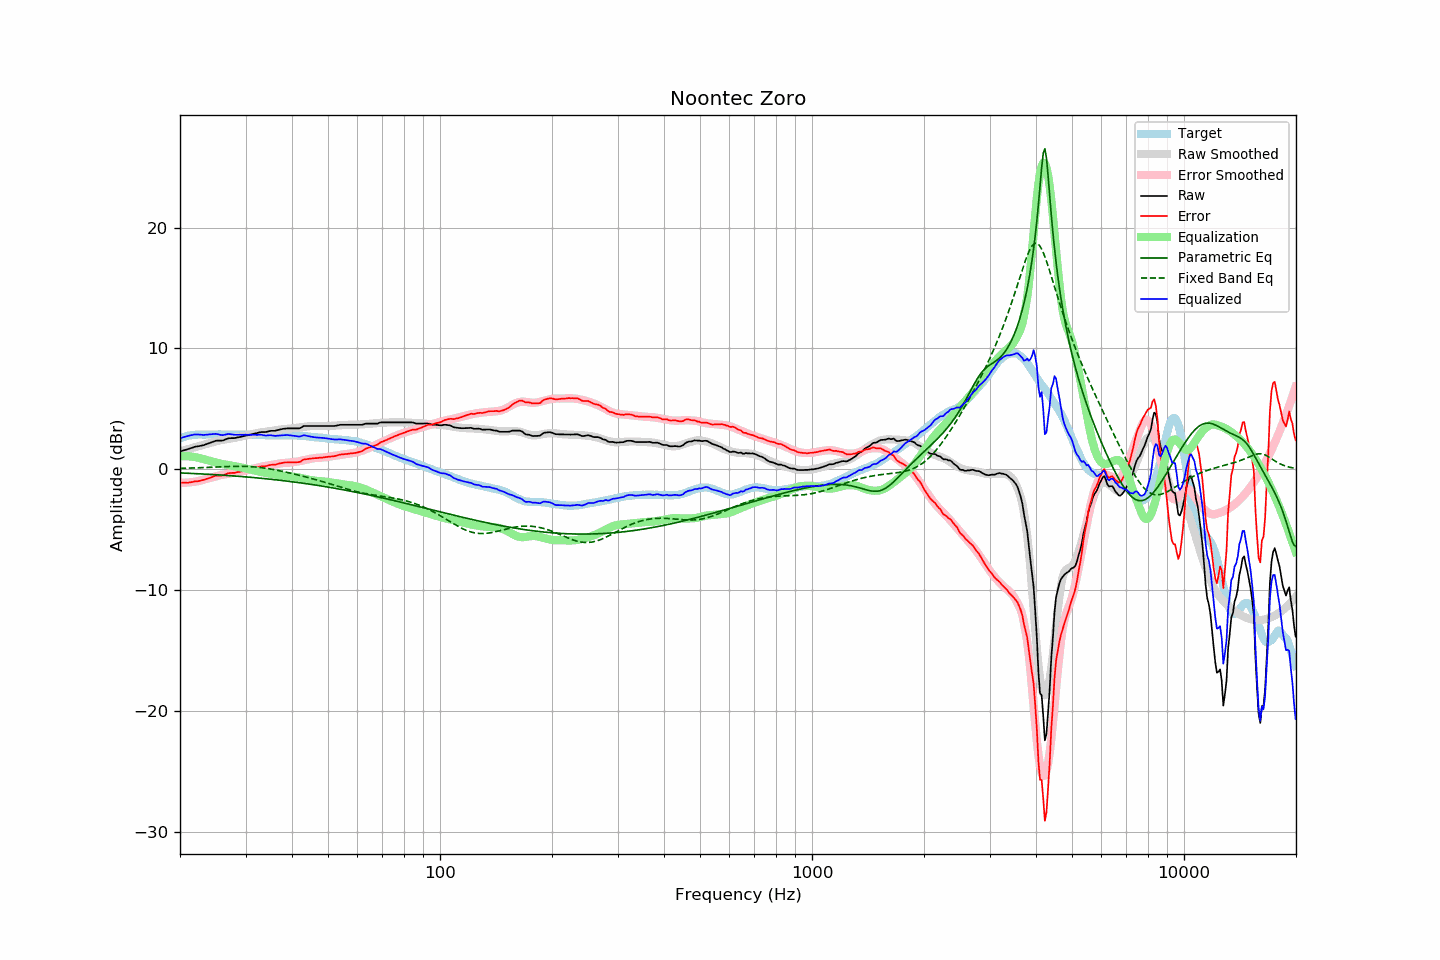 Noontec Zoro
Target
Raw Smoothed
Error Smoothed
Raw
Error
Equalization
Parametric Eq
Fixed Band Eq
Equalized
20
10
0
−10
−20
−30
Amplitude (dBr)
100
1000
10000
Frequency (Hz)